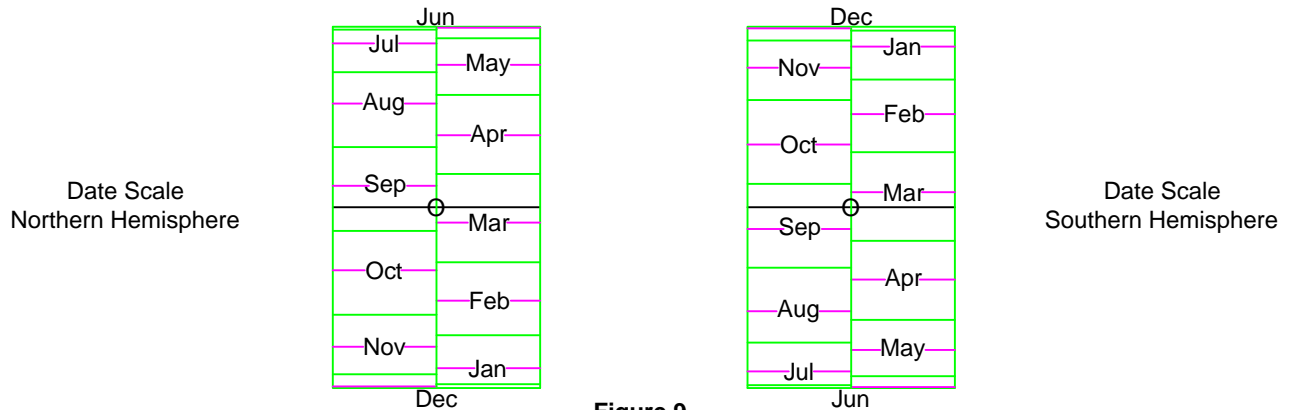 Jun
Jul
May
Aug
Apr
Sep
Mar
Oct
Feb
Nov
Jan
Dec
Date Scale
Northern Hemisphere
Dec
Jan
Nov
Feb
Oct
Mar
Sep
Apr
Aug
May
Jul
Jun
Date Scale
Southern Hemisphere
Figure 9